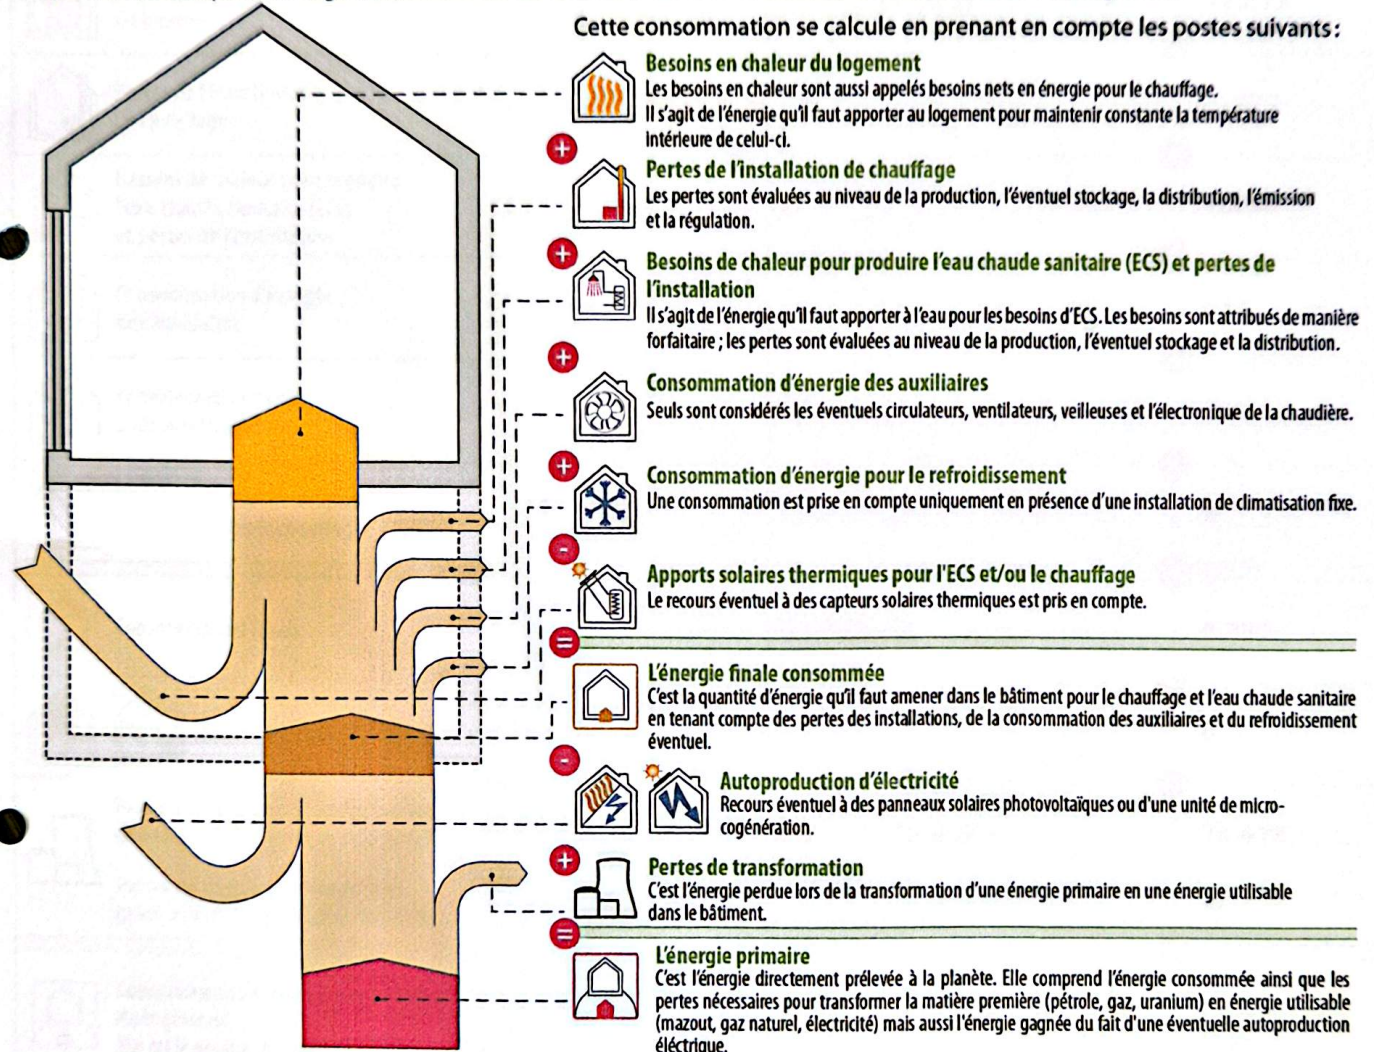 Cette consommation se calcule en prenant en compte les postes suivants :
Besoins en chaleur du logement
Les besoins en chaleur sont aussi appelés besoins nets en énergie pour le chauffage.
Il s'agit de l'énergie qu'il faut apporter au logement pour maintenir constante la température
intérieure de celui-ci.
+
Pertes de l'installation de chauffage
Les pertes sont évaluées au niveau de la production, l'éventuel stockage, la distribution, l'émission
et la régulation.
+
Besoins de chaleur pour produire l'eau chaude sanitaire (ECS) et pertes de
l'installation
Il s'agit de l'énergie qu'il faut apporter à l'eau pour les besoins d'ECS. Les besoins sont attribués de manière
forfaitaire ; les pertes sont évaluées au niveau de la production, l'éventuel stockage et la distribution.
+
Consommation d'énergie des auxiliaires
Seuls sont considérés les éventuels circulateurs, ventilateurs, veilleuses et l'électronique de la chaudière.
+
Consommation d'énergie pour le refroidissement
Une consommation est prise en compte uniquement en présence d'une installation de climatisation fixe.
-
Apports solaires thermiques pour l'ECS et/ou le chauffage
Le recours éventuel à des capteurs solaires thermiques est pris en compte.
=
L'énergie finale consommée
C'est la quantité d'énergie qu'il faut amener dans le bâtiment pour le chauffage et l'eau chaude sanitaire
en tenant compte des pertes des installations, de la consommation des auxiliaires et du refroidissement
éventuel.
-
Autoproduction d'électricité
Recours éventuel à des panneaux solaires photovoltaïques ou d'une unité de micro-
cogénération.
+
Pertes de transformation
C'est l'énergie perdue lors de la transformation d'une énergie primaire en une énergie utilisable
dans le bâtiment.
=
L'énergie primaire
C'est l'énergie directement prélevée à la planète. Elle comprend l'énergie consommée ainsi que les
pertes nécessaires pour transformer la matière première (pétrole, gaz, uranium) en énergie utilisable
(mazout, gaz naturel, électricité) mais aussi l'énergie gagnée du fait d'une éventuelle autoproduction
éléctrique.